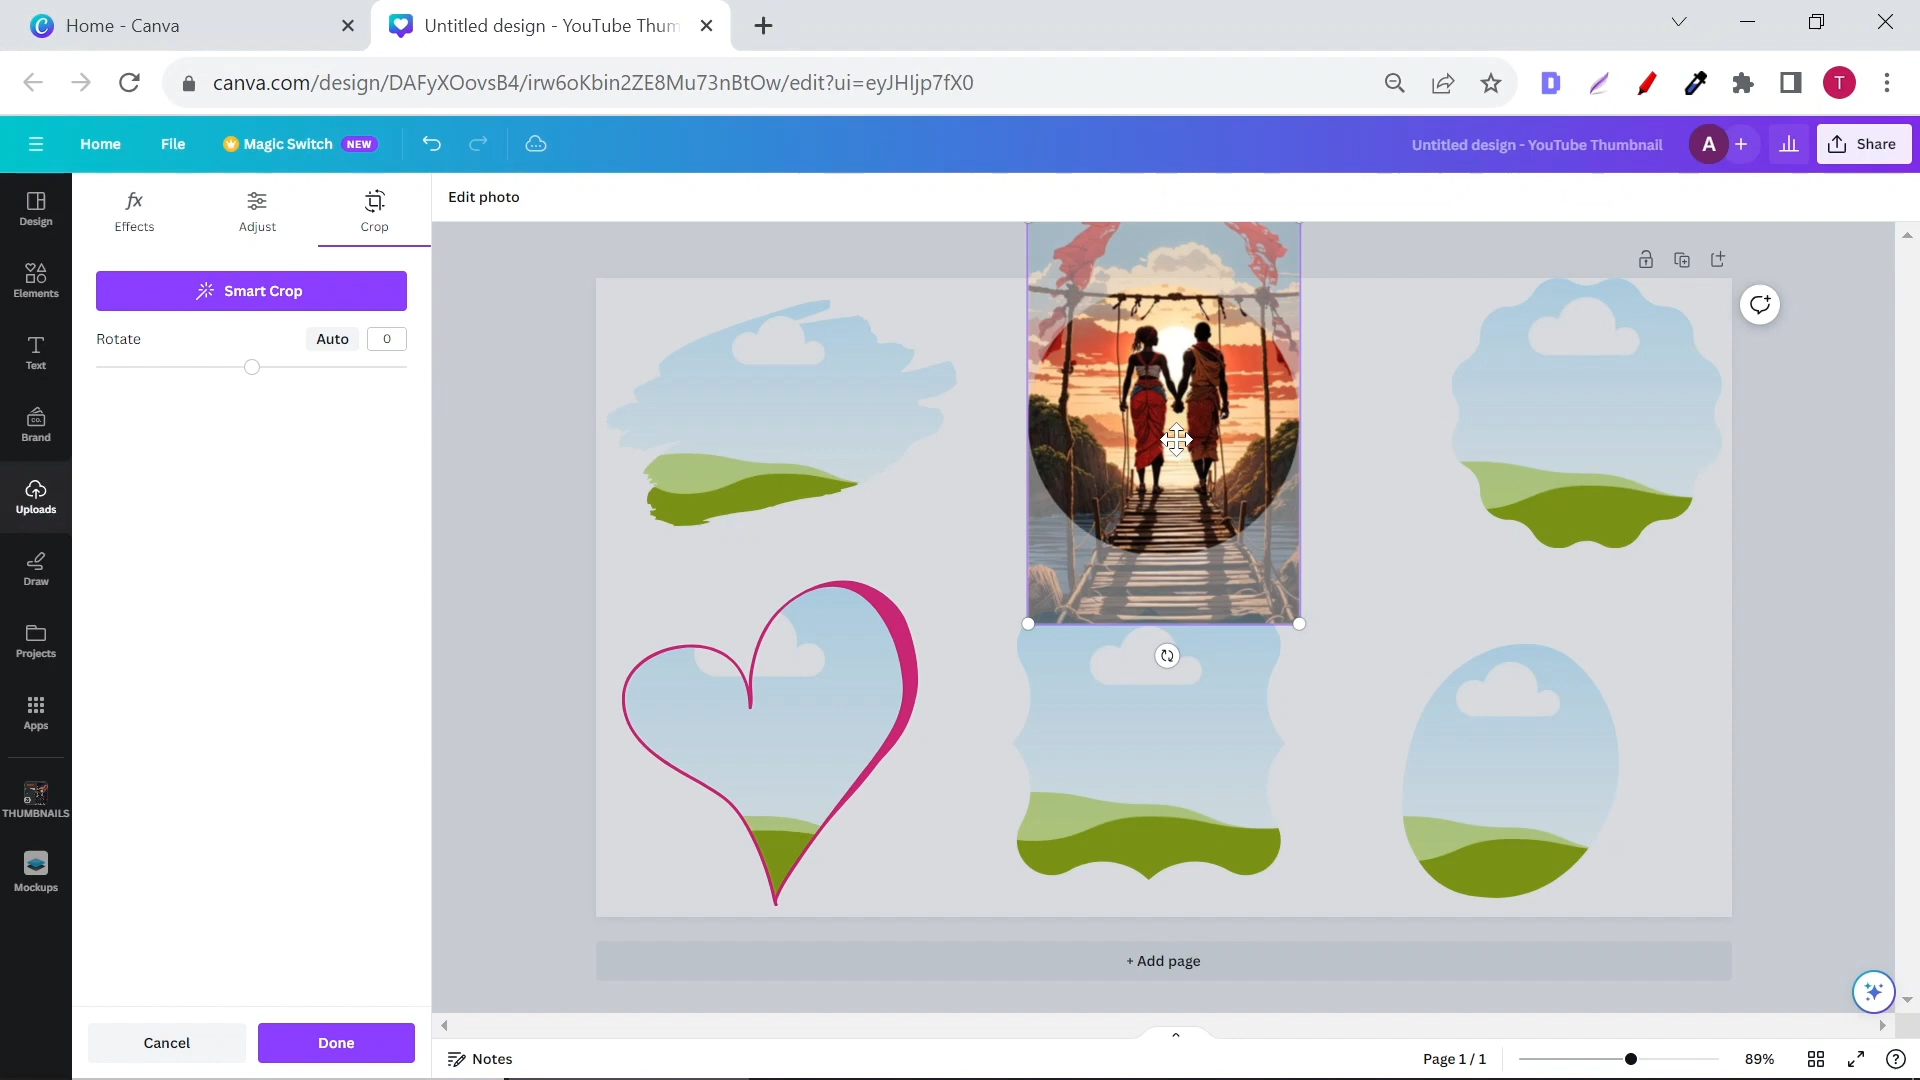 Home - Canva
Untitled design - YouTube Thum
canva.com/design/DAFyXOovsB4/irw6oKbin2ZE8Mu73nBtOw/edit?ui=eyJHIjp7fX0
T
Home
File
Magic Switch
NEW
Untitled design - YouTube Thumbnail
A
Share
Design
Elements
Text
Brand
Uploads
Draw
Projects
Apps
THUMBNAILS
Mockups
Effects
Adjust
Crop
Smart Crop
Rotate
Auto
0
Cancel
Done
Edit photo
+ Add page
Notes
Page 1 / 1
89%